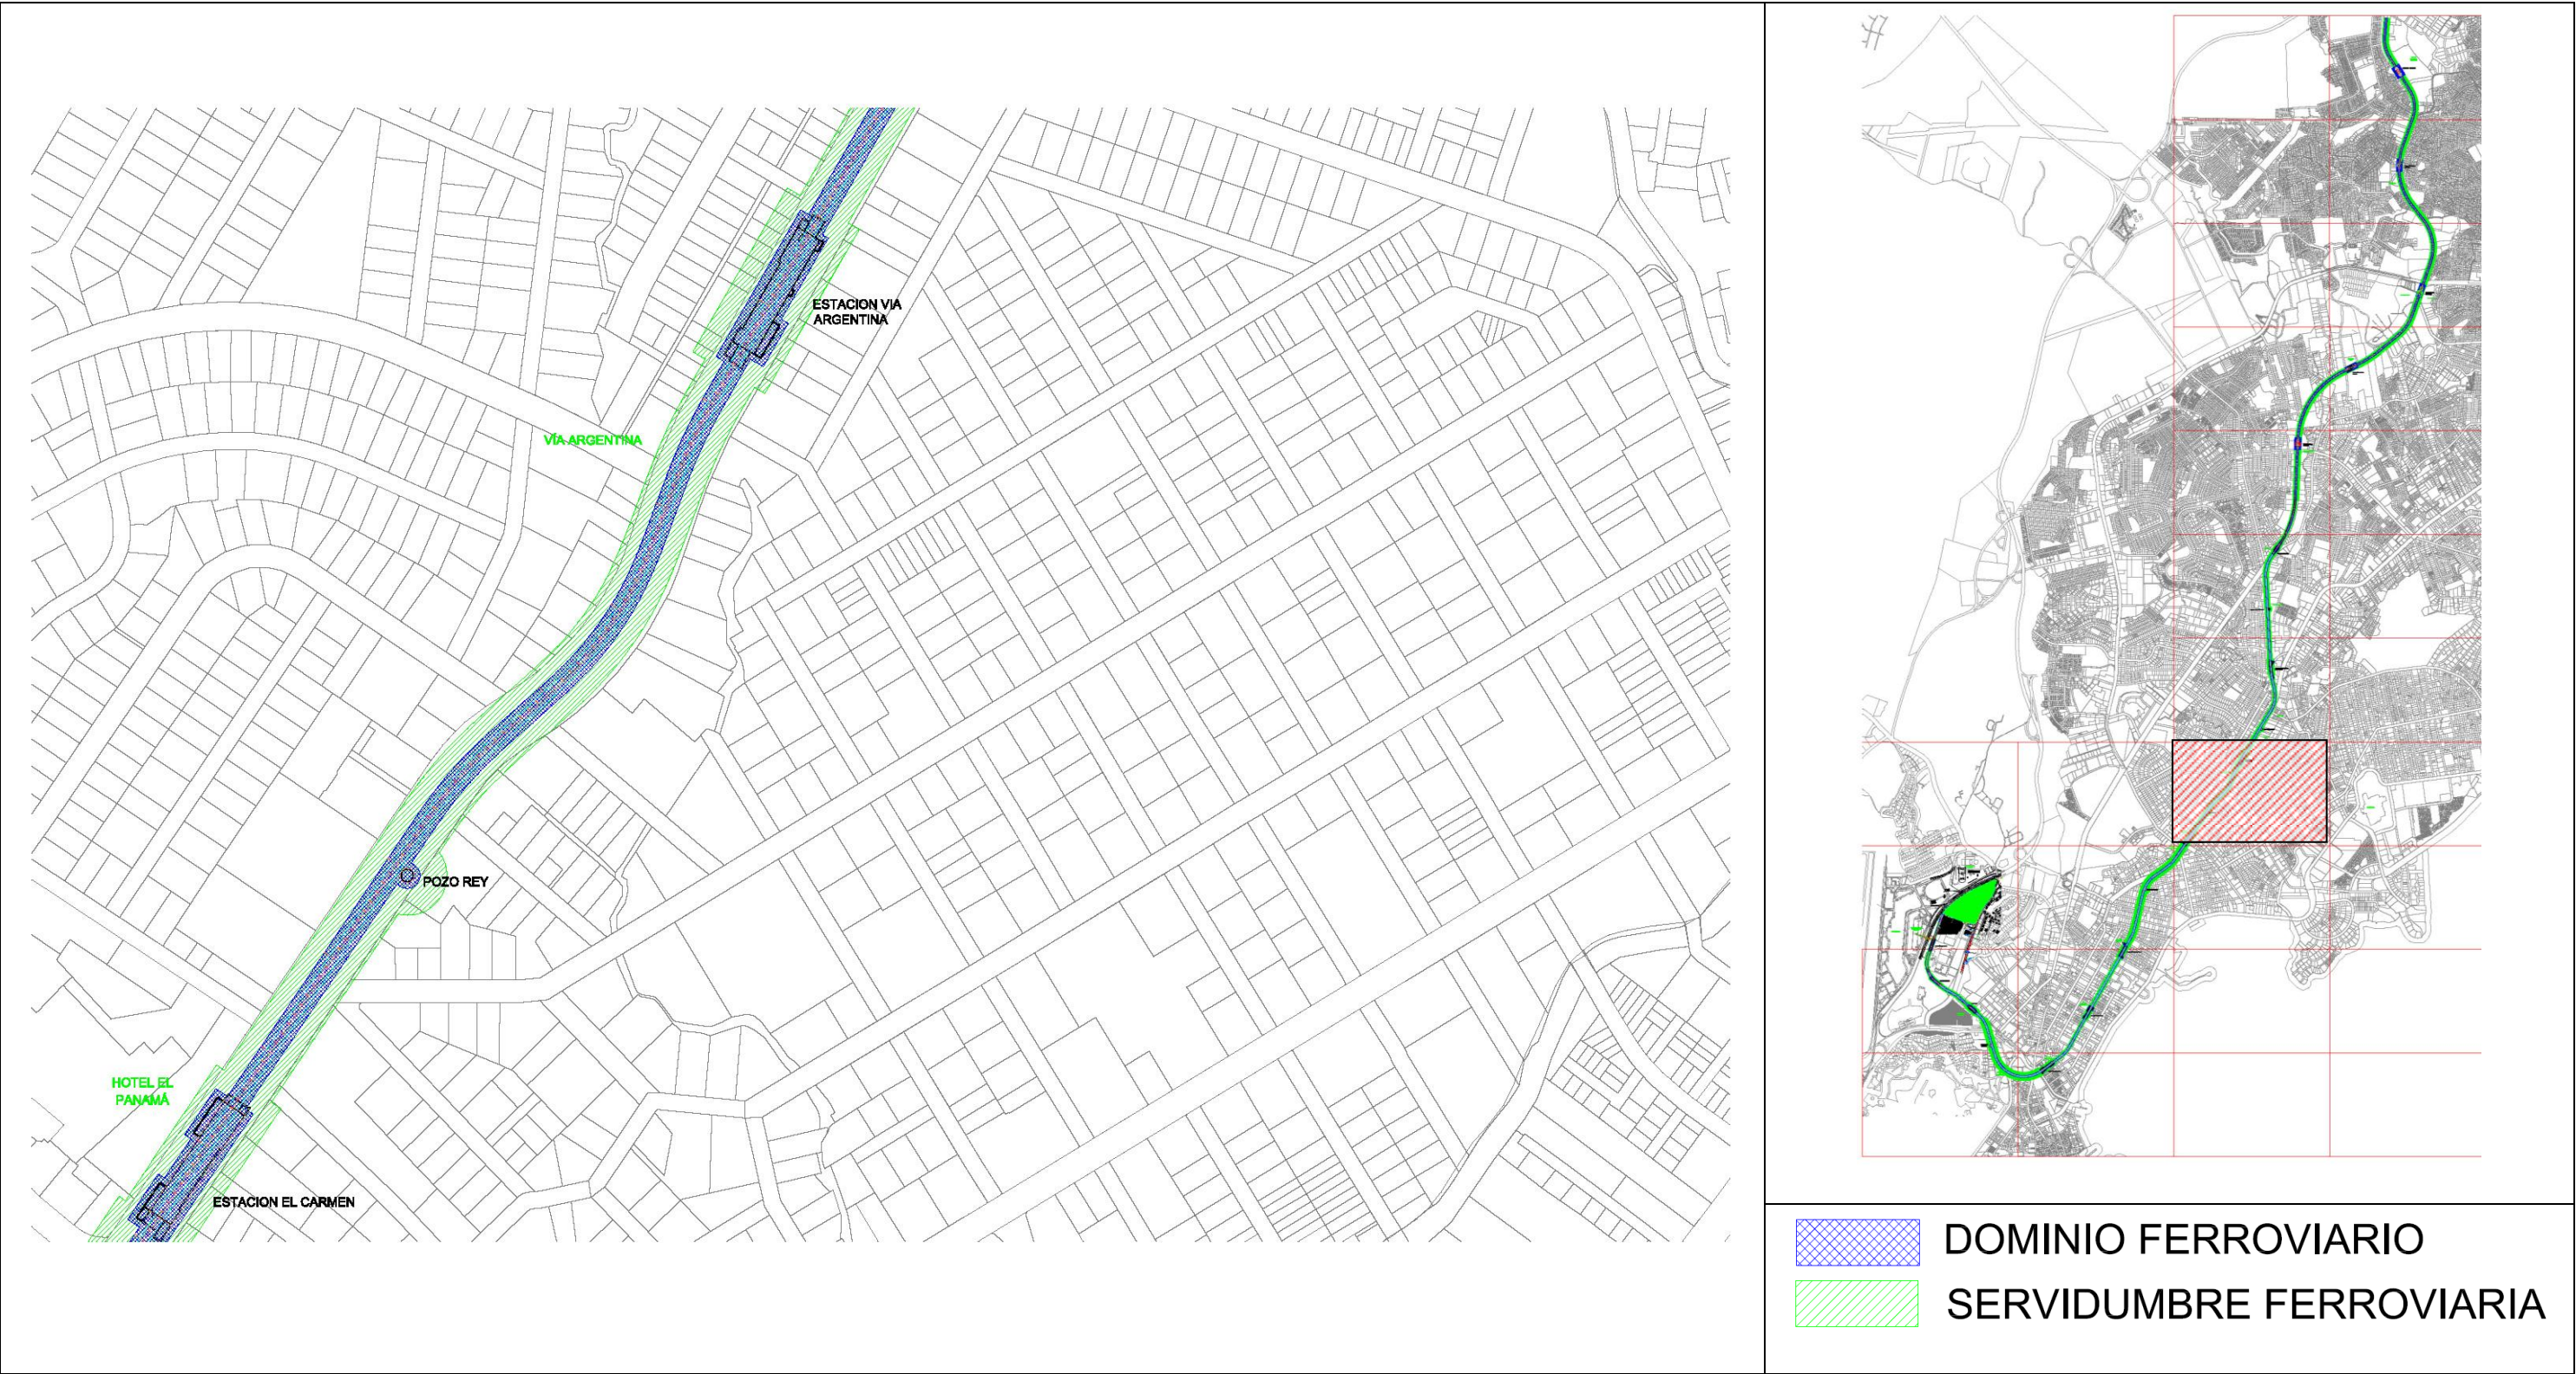 ESTACION VIA
ARGENTINA
VÍA ARGENTINA
POZO REY
HOTEL EL
PANAMÁ
ESTACION EL CARMEN
DOMINIO FERROVIARIO
SERVIDUMBRE FERROVIARIA